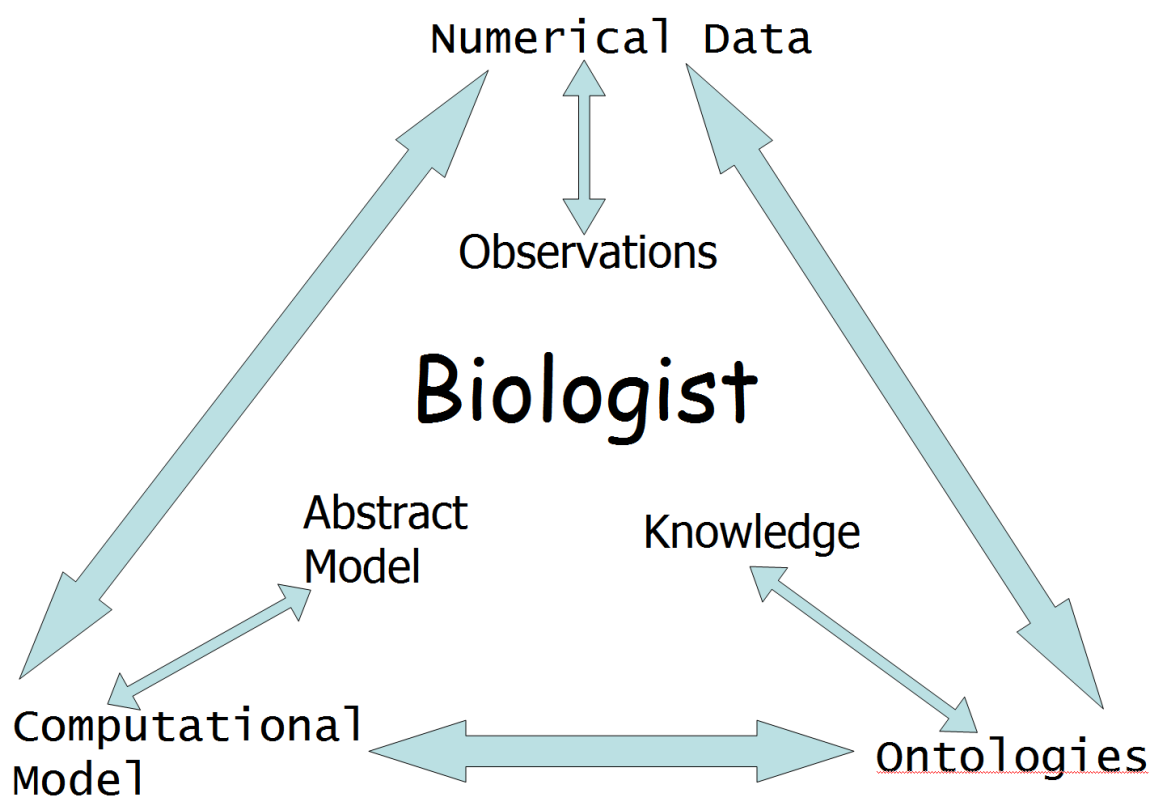 Numerical Data
Observations
Biologist
Abstract
Model
Knowledge
Computational
Model
Ontologies